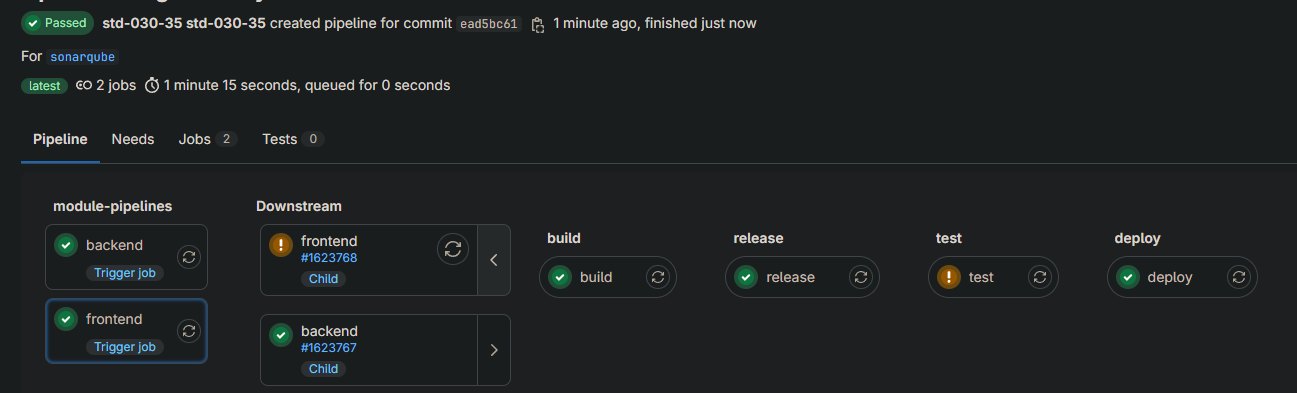 Passed std-030-35 std-030-35 created pipeline for commit ead5bc61 1 minute ago, finished just now
For sonarqube
latest 2 jobs 1 minute 15 seconds, queued for 0 seconds
Pipeline Needs Jobs 2 Tests 0
module-pipelines
backend
Trigger job
frontend
Trigger job
Downstream
frontend
#1623768
Child
backend
#1623767
Child
build
build
release
release
test
test
deploy
deploy